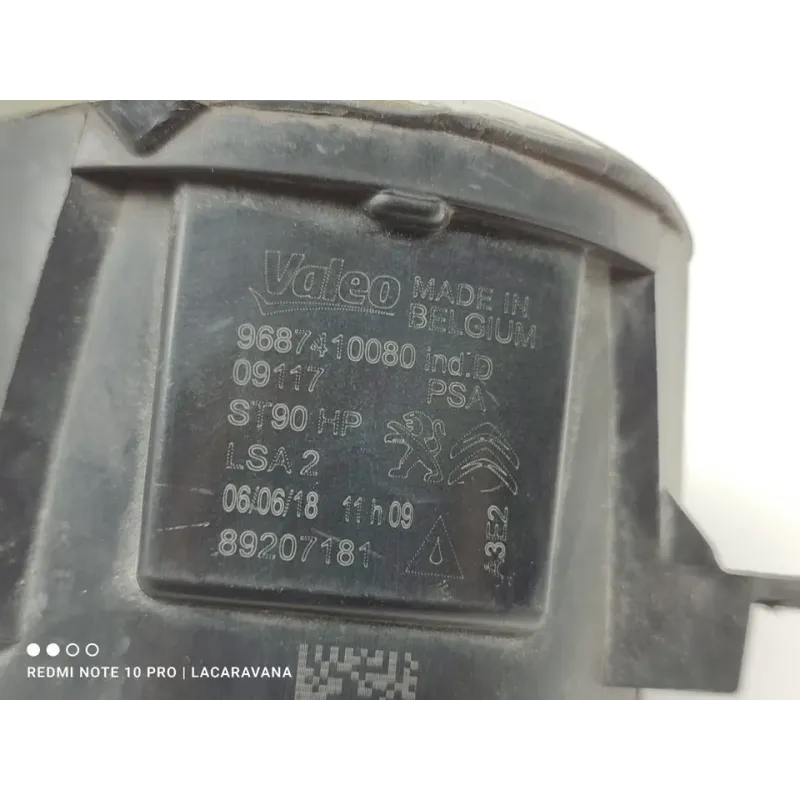 Valeo MADE IN
BELGIUM
9687410080 ind.D
09117 PSA
ST90 HP
LSA 2
06/06/18 11 h 09
89207181
A3E2
REDMI NOTE 10 PRO | LACARAVANA